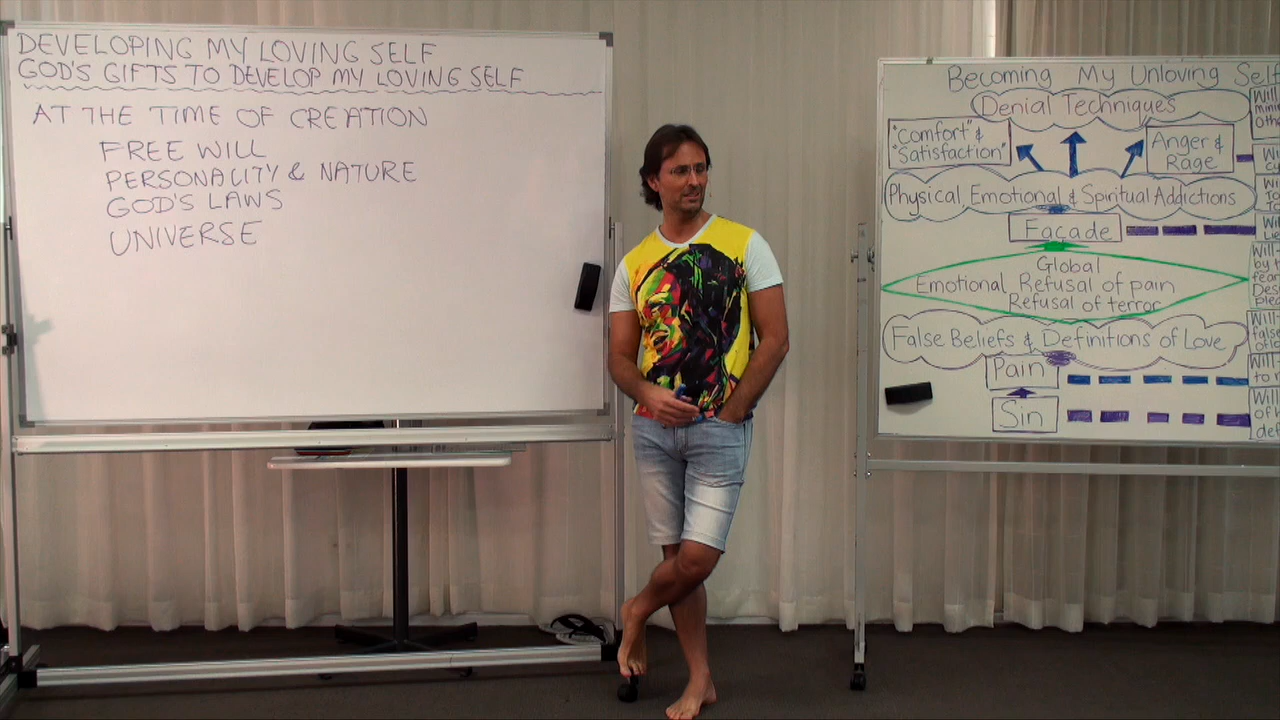 DEVELOPING MY LOVING SELF
GOD'S GIFTS TO DEVELOP MY LOVING SELF
AT THE TIME OF CREATION
FREE WILL
PERSONALITY & NATURE
GOD'S LAWS
UNIVERSE
Becoming My Unloving Self
Denial Techniques
"Comfort" &
"Satisfaction"
Anger &
Rage
Physical, Emotional & Spiritual Addictions
Façade
Global
Emotional Refusal of pain
Refusal of terror
False Beliefs & Definitions of Love
Pain
Sin